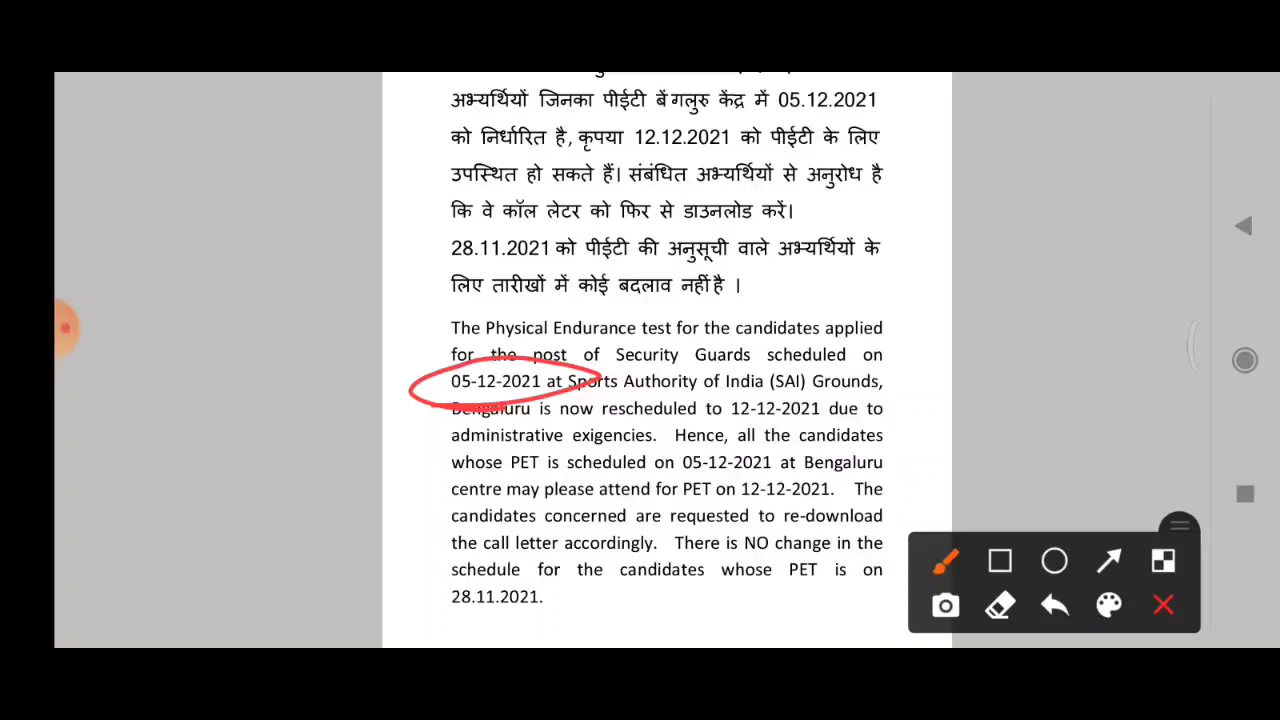 अभ्यर्थियों जिनका पीईटी बेंगलुरु केंद्र में 05.12.2021
को निर्धारित है, कृपया 12.12.2021 को पीईटी के लिए
उपस्थित हो सकते हैं। संबंधित अभ्यर्थियों से अनुरोध है
कि वे कॉल लेटर को फिर से डाउनलोड करें।
28.11.2021 को पीईटी की अनुसूची वाले अभ्यर्थियों के
लिए तारीखों में कोई बदलाव नहीं है ।
The Physical Endurance test for the candidates applied
for the post of Security Guards scheduled on
05-12-2021 at Sports Authority of India (SAI) Grounds,
Bengaluru is now rescheduled to 12-12-2021 due to
administrative exigencies. Hence, all the candidates
whose PET is scheduled on 05-12-2021 at Bengaluru
centre may please attend for PET on 12-12-2021. The
candidates concerned are requested to re-download
the call letter accordingly. There is NO change in the
schedule for the candidates whose PET is on
28.11.2021.